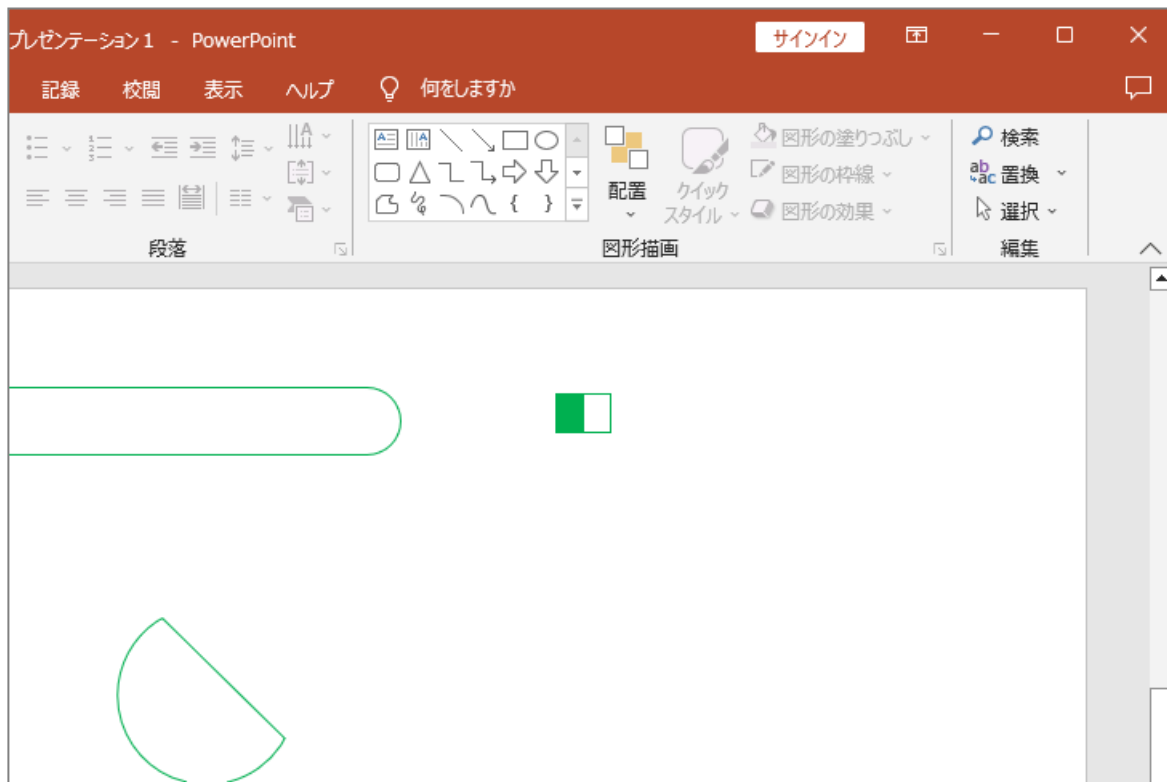 プレゼンテーション1 - PowerPoint
サインイン
記録 校閲 表示 ヘルプ 何をしますか
図形の塗りつぶし
図形の枠線
図形の効果
配置
クイック
スタイル
検索
置換
選択
段落
図形描画
編集